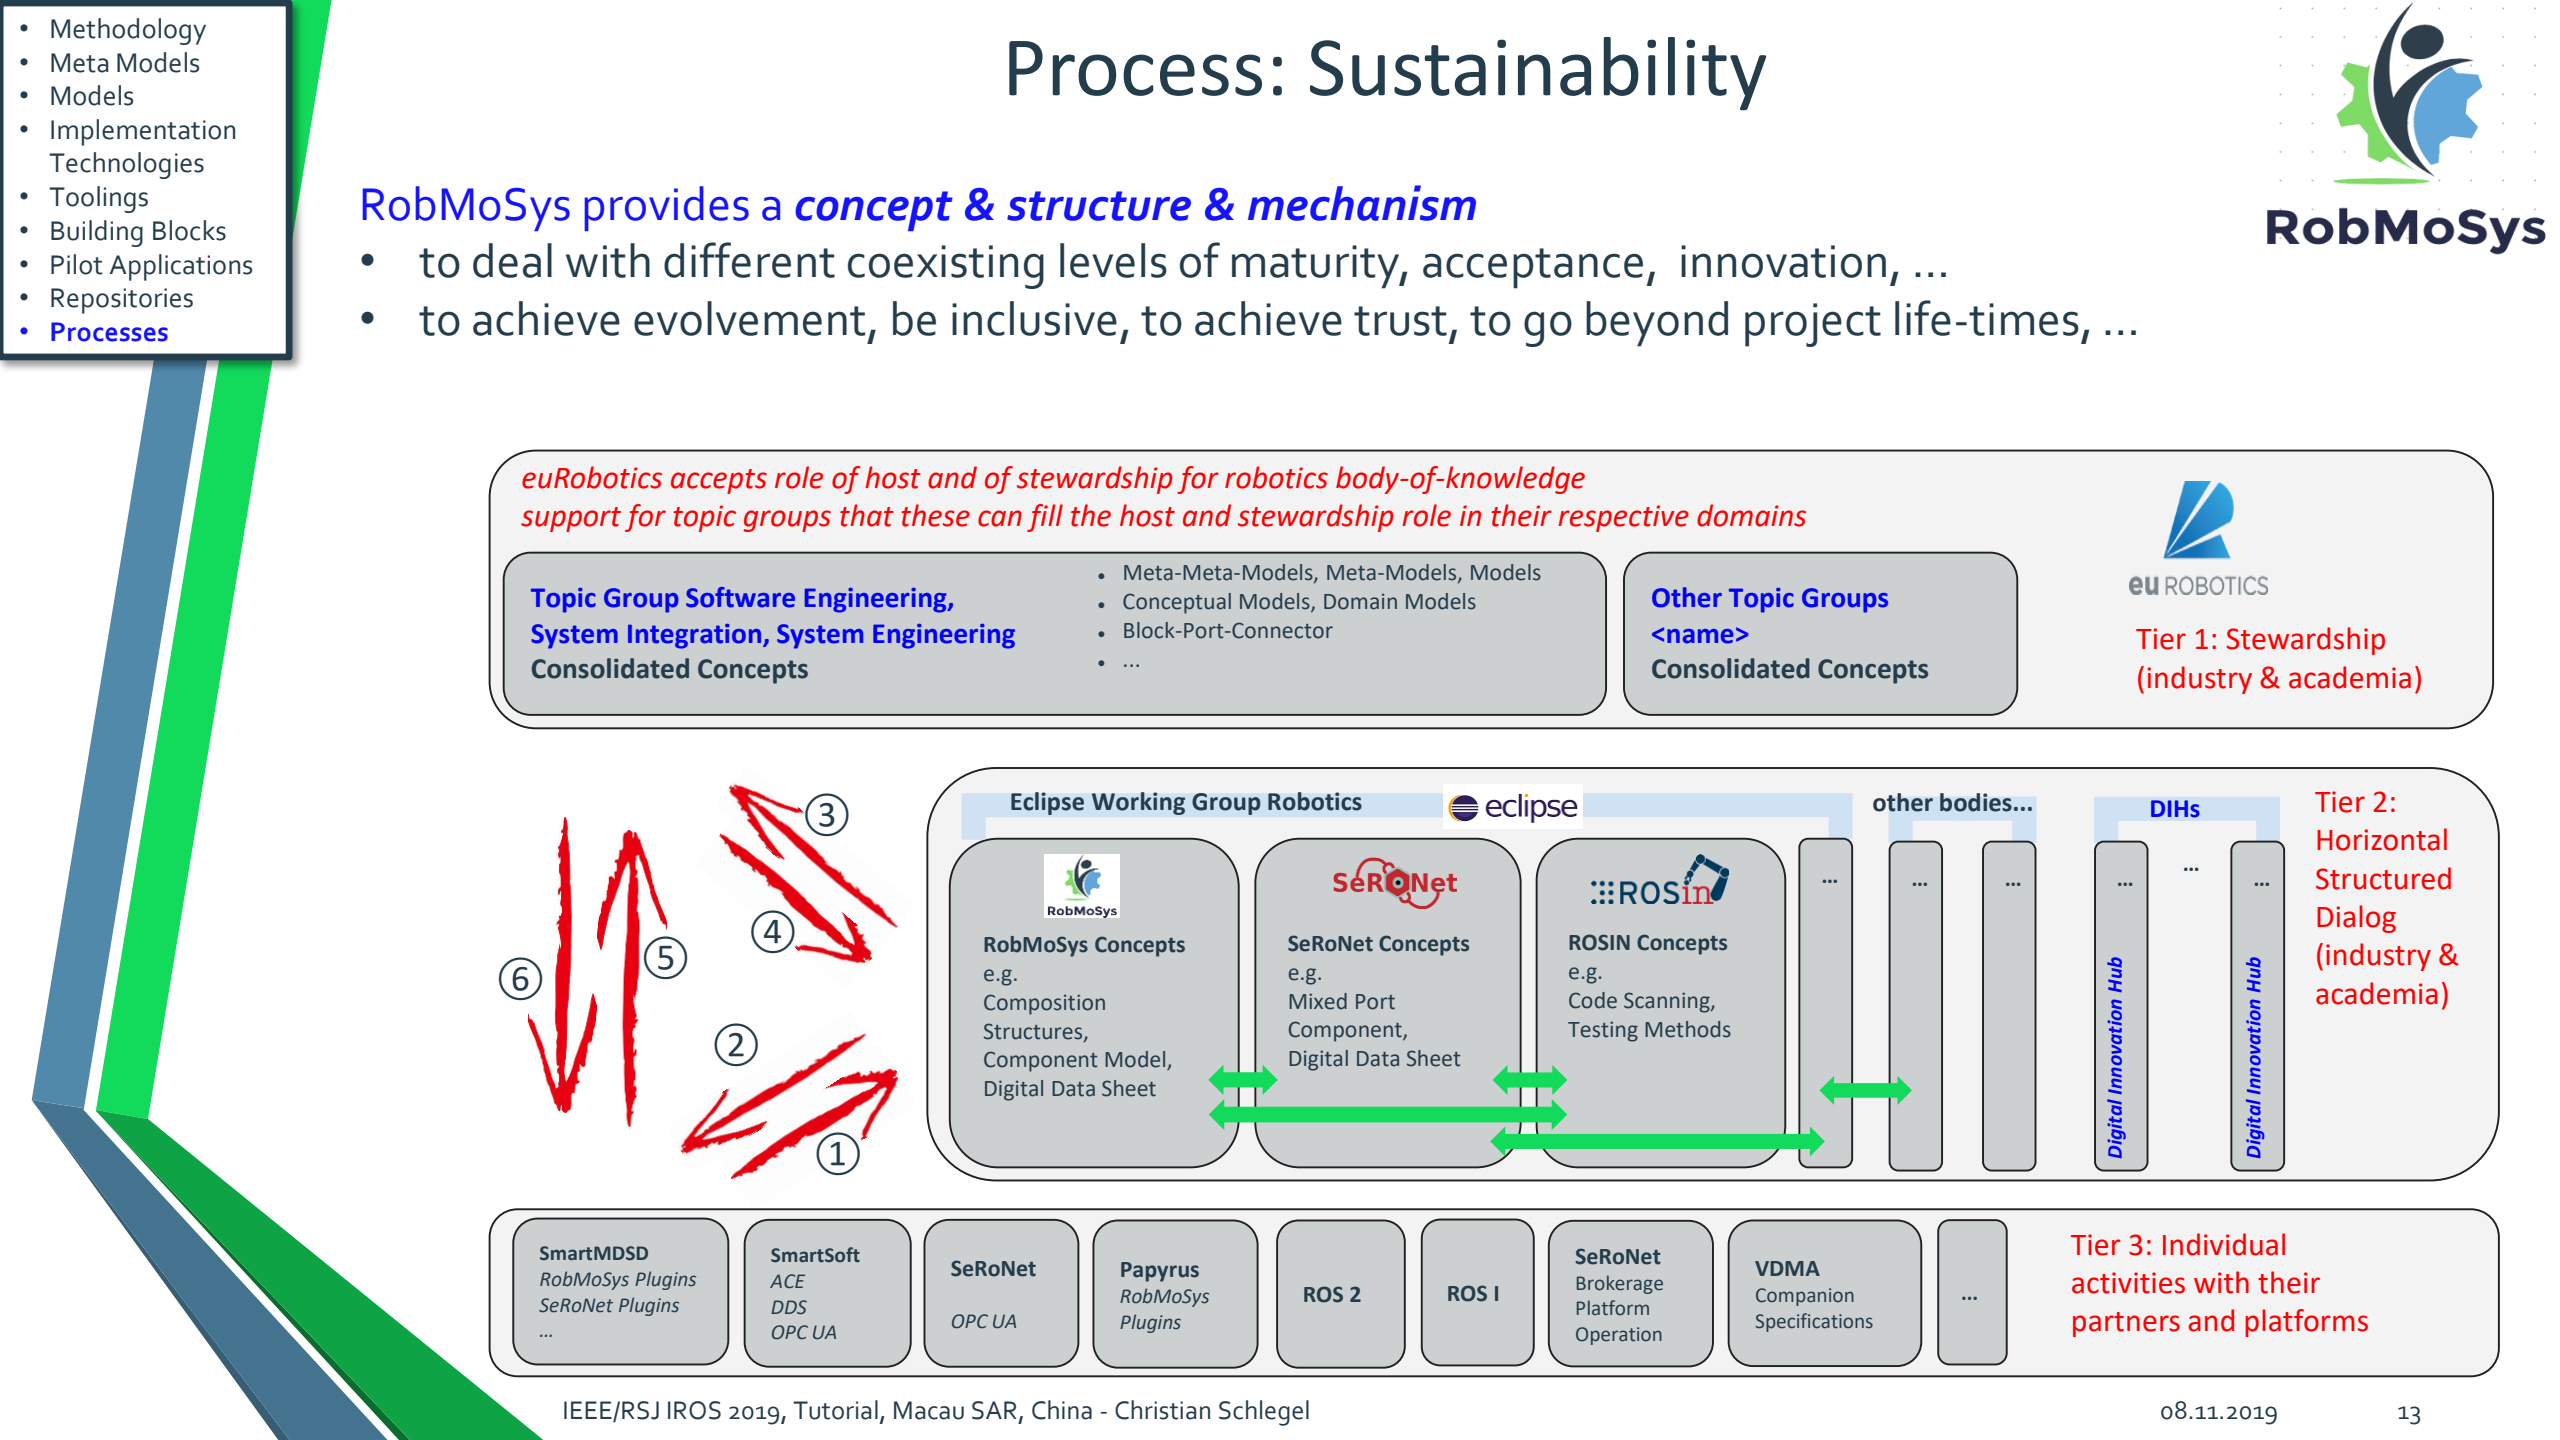 • Methodology
• Meta Models
• Models
• Implementation
Technologies
• Toolings
• Building Blocks
• Pilot Applications
• Repositories
• Processes
Process: Sustainability
RobMoSys
RobMoSys provides a concept & structure & mechanism
• to deal with different coexisting levels of maturity, acceptance, innovation, ...
• to achieve evolvement, be inclusive, to achieve trust, to go beyond project life-times, ...
euRobotics accepts role of host and of stewardship for robotics body-of-knowledge
support for topic groups that these can fill the host and stewardship role in their respective domains
Topic Group Software Engineering,
System Integration, System Engineering
Consolidated Concepts
• Meta-Meta-Models, Meta-Models, Models
• Conceptual Models, Domain Models
• Block-Port-Connector
• ...
Other Topic Groups
<name>
Consolidated Concepts
eu ROBOTICS
Tier 1: Stewardship
(industry & academia)
③
④
⑤
⑥
②
①
Eclipse Working Group Robotics
eclipse
other bodies...
DIHs
RobMoSys
RobMoSys Concepts
e.g.
Composition
Structures,
Component Model,
Digital Data Sheet
SeRoNet
SeRoNet Concepts
e.g.
Mixed Port
Component,
Digital Data Sheet
ROSin
ROSIN Concepts
e.g.
Code Scanning,
Testing Methods
...
...
...
...
Digital Innovation Hub
...
...
Digital Innovation Hub
Tier 2:
Horizontal
Structured
Dialog
(industry &
academia)
SmartMDSD
RobMoSys Plugins
SeRoNet Plugins
...
SmartSoft
ACE
DDS
OPC UA
SeRoNet
OPC UA
Papyrus
RobMoSys
Plugins
ROS 2
ROS I
SeRoNet
Brokerage
Platform
Operation
VDMA
Companion
Specifications
...
Tier 3: Individual
activities with their
partners and platforms
IEEE/RSJ IROS 2019, Tutorial, Macau SAR, China - Christian Schlegel
08.11.2019
13